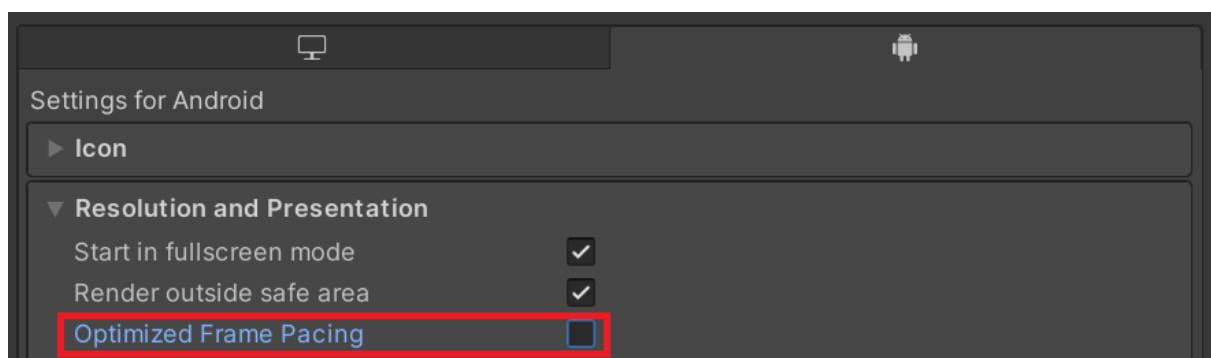 Settings for Android
Icon
Resolution and Presentation
Start in fullscreen mode
Render outside safe area
Optimized Frame Pacing